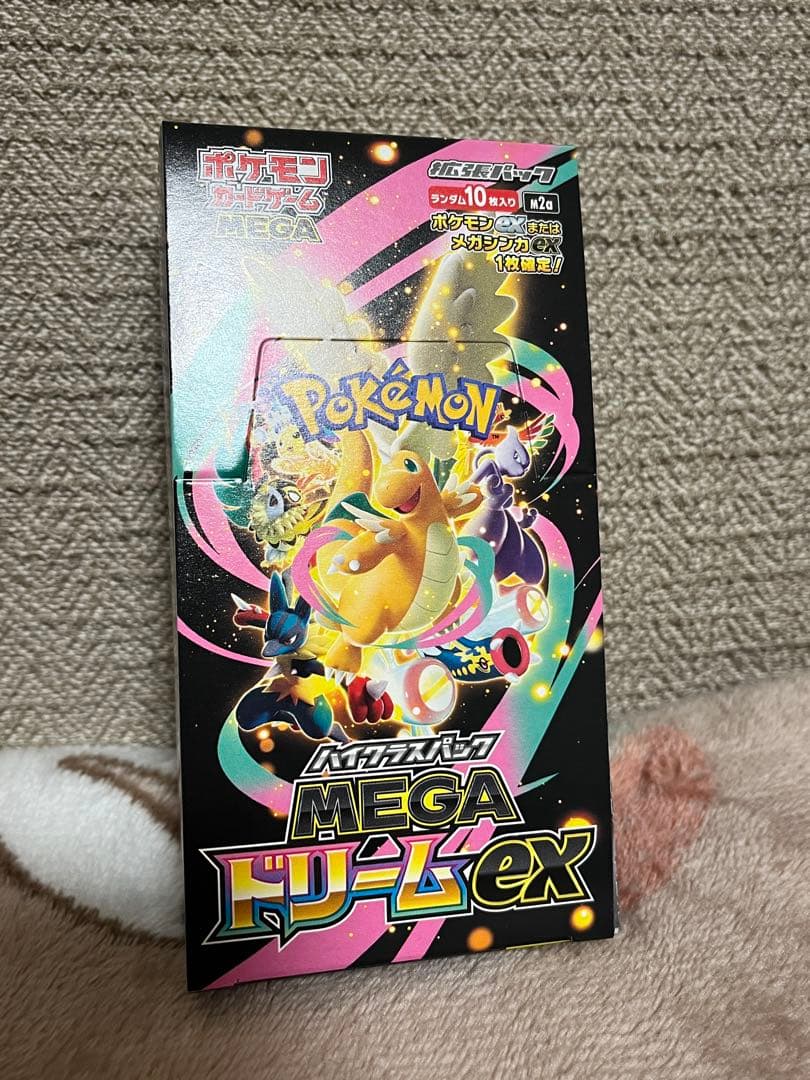 ポケモン
カードゲーム
MEGA
拡張パック
ランダム10枚入り M2a
ポケモンexまたは
メガシンカex
1枚確定!
POKéMON
TM
ハイクラスパック
MEGA
ドリームex